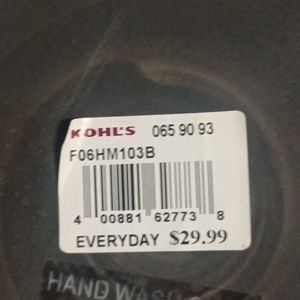 KOHL'S 065 90 93
F06HM103B
4 00881 62773 8
EVERYDAY $29.99
HAND WASH